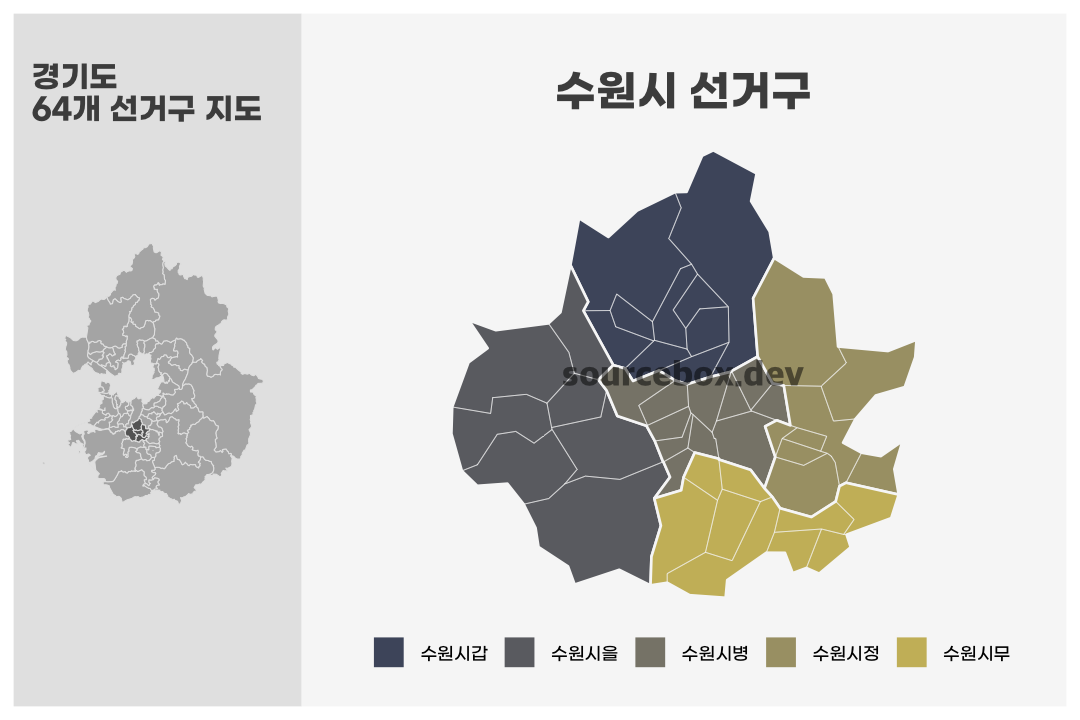 경기도
64개 선거구 지도
수원시 선거구
sourcebox.dev
수원시갑
수원시을
수원시병
수원시정
수원시무